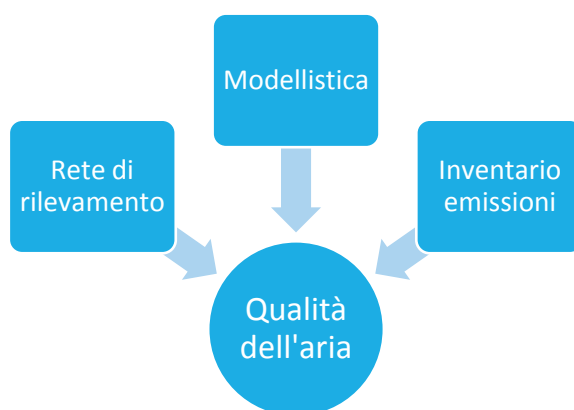 Modellistica
Rete di
rilevamento
Inventario
emissioni
Qualità
dell'aria